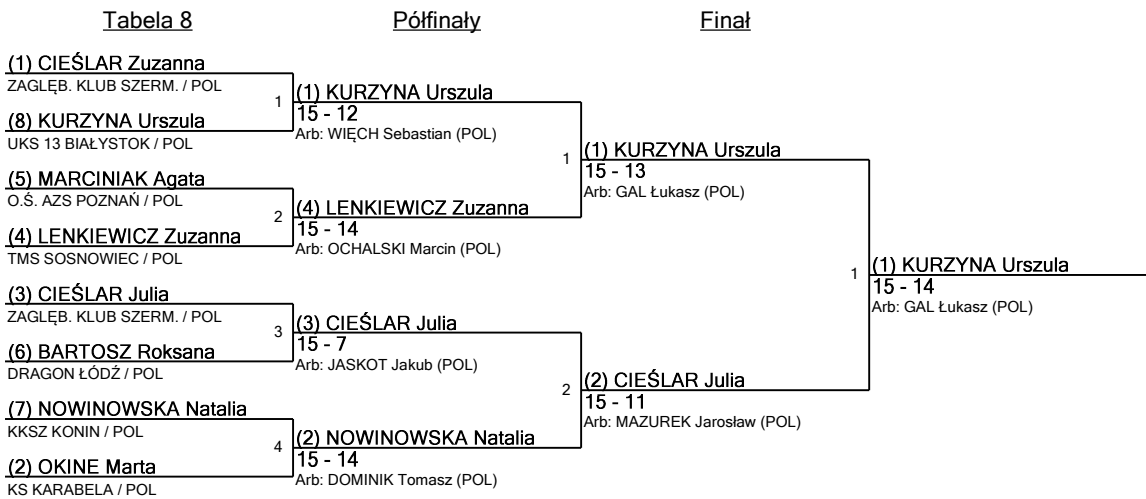 Tabela 8
Półfinały
Finał
(1) CIEŚLAR Zuzanna
ZAGLĘB. KLUB SZERM. / POL
1
(8) KURZYNA Urszula
UKS 13 BIAŁYSTOK / POL
(5) MARCINIAK Agata
O.Ś. AZS POZNAŃ / POL
2
(4) LENKIEWICZ Zuzanna
TMS SOSNOWIEC / POL
(3) CIEŚLAR Julia
ZAGLĘB. KLUB SZERM. / POL
3
(6) BARTOSZ Roksana
DRAGON ŁÓDŹ / POL
(7) NOWINOWSKA Natalia
KKSZ KONIN / POL
4
(2) OKINE Marta
KS KARABELA / POL
(1) KURZYNA Urszula
15 - 12
Arb: WIĘCH Sebastian (POL)
1
(4) LENKIEWICZ Zuzanna
15 - 14
Arb: OCHALSKI Marcin (POL)
(3) CIEŚLAR Julia
15 - 7
Arb: JASKOT Jakub (POL)
2
(2) NOWINOWSKA Natalia
15 - 14
Arb: DOMINIK Tomasz (POL)
(1) KURZYNA Urszula
15 - 13
Arb: GAL Łukasz (POL)
1
(2) CIEŚLAR Julia
15 - 11
Arb: MAZUREK Jarosław (POL)
(1) KURZYNA Urszula
15 - 14
Arb: GAL Łukasz (POL)